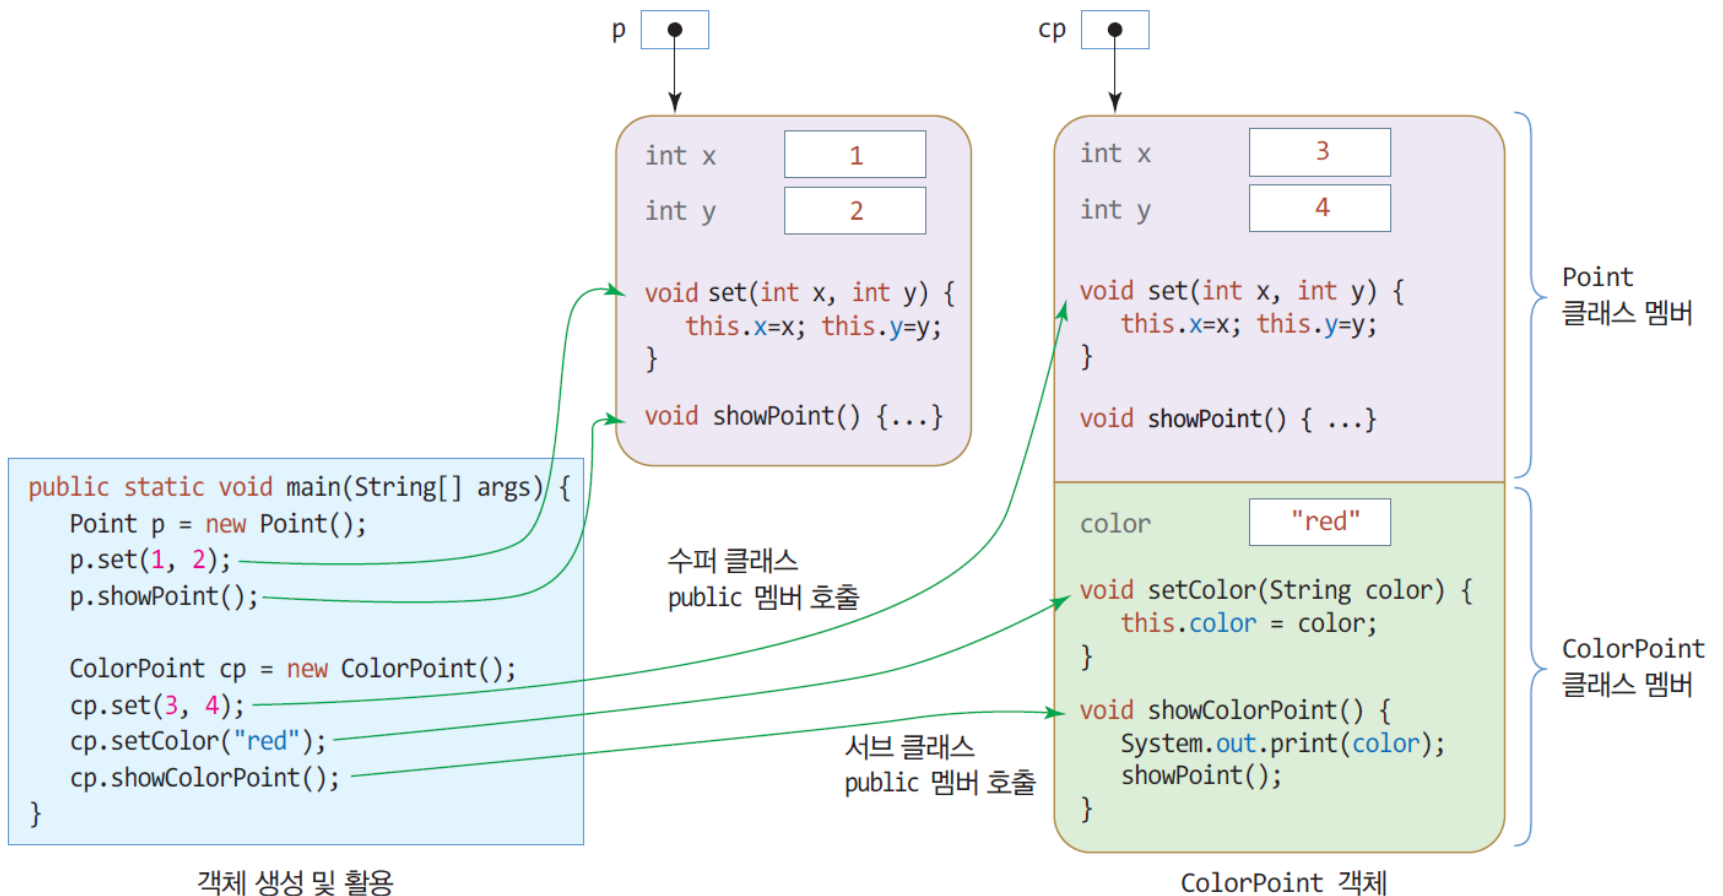 p
cp
int x
1
int y
2
void set(int x, int y) {
this.x=x; this.y=y;
}
void showPoint() {...}
int x
3
int y
4
void set(int x, int y) {
this.x=x; this.y=y;
}
void showPoint() { ...}
Point
클래스 멤버
public static void main(String[] args) {
Point p = new Point();
p.set(1, 2);
p.showPoint();
ColorPoint cp = new ColorPoint();
cp.set(3, 4);
cp.setColor("red");
cp.showColorPoint();
}
수퍼 클래스
public 멤버 호출
서브 클래스
public 멤버 호출
color
"red"
void setColor(String color) {
this.color = color;
}
void showColorPoint() {
System.out.print(color);
showPoint();
}
ColorPoint
클래스 멤버
객체 생성 및 활용
ColorPoint 객체